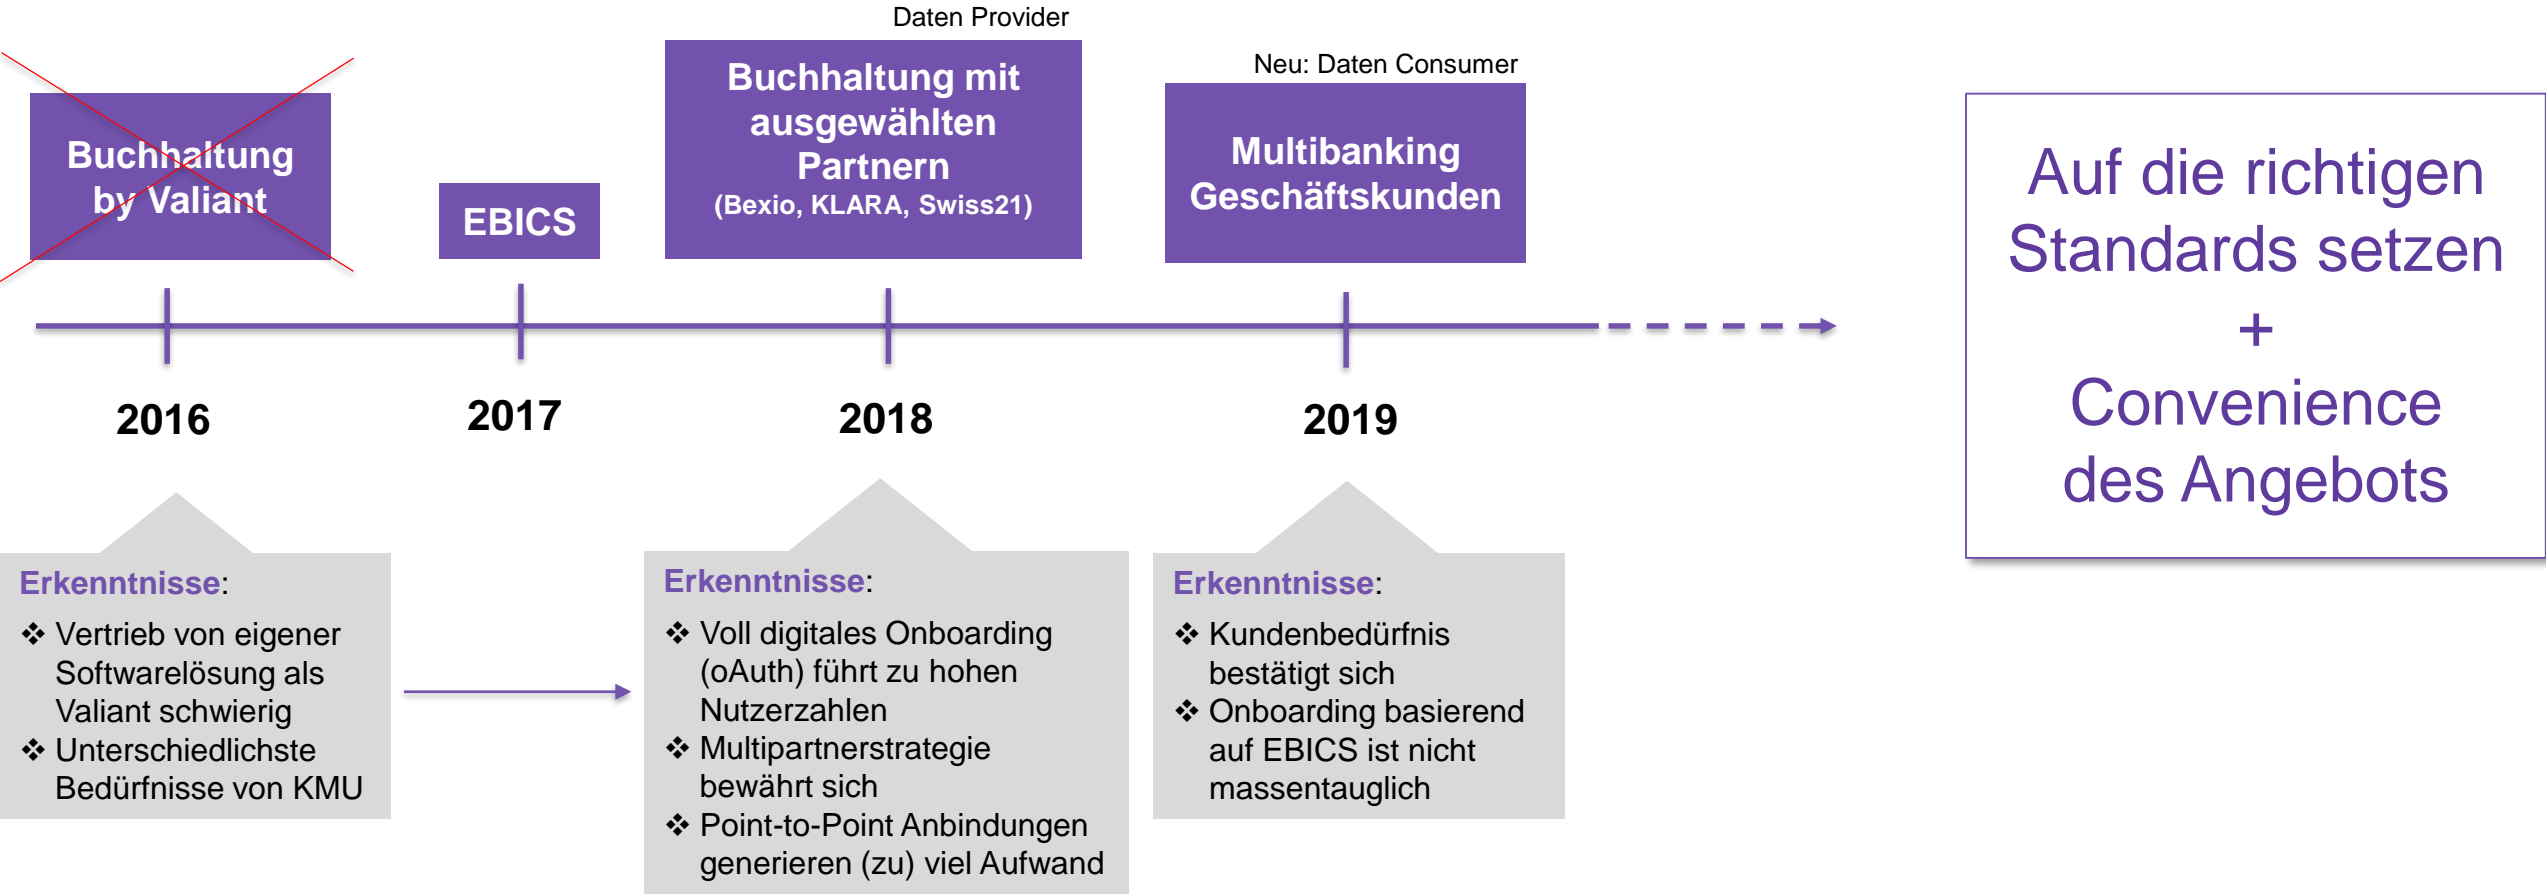 Daten Provider
Neu: Daten Consumer
Buchhaltung
by Valiant
EBICS
Buchhaltung mit
ausgewählten
Partnern
(Bexio, KLARA, Swiss21)
Multibanking
Geschäftskunden
2016
2017
2018
2019
Erkenntnisse:
❖ Vertrieb von eigener
Softwarelösung als
Valiant schwierig
❖ Unterschiedlichste
Bedürfnisse von KMU
Erkenntnisse:
❖ Voll digitales Onboarding
(oAuth) führt zu hohen
Nutzerzahlen
❖ Multipartnerstrategie
bewährt sich
❖ Point-to-Point Anbindungen
generieren (zu) viel Aufwand
Erkenntnisse:
❖ Kundenbedürfnis
bestätigt sich
❖ Onboarding basierend
auf EBICS ist nicht
massentauglich
Auf die richtigen
Standards setzen
+
Convenience
des Angebots